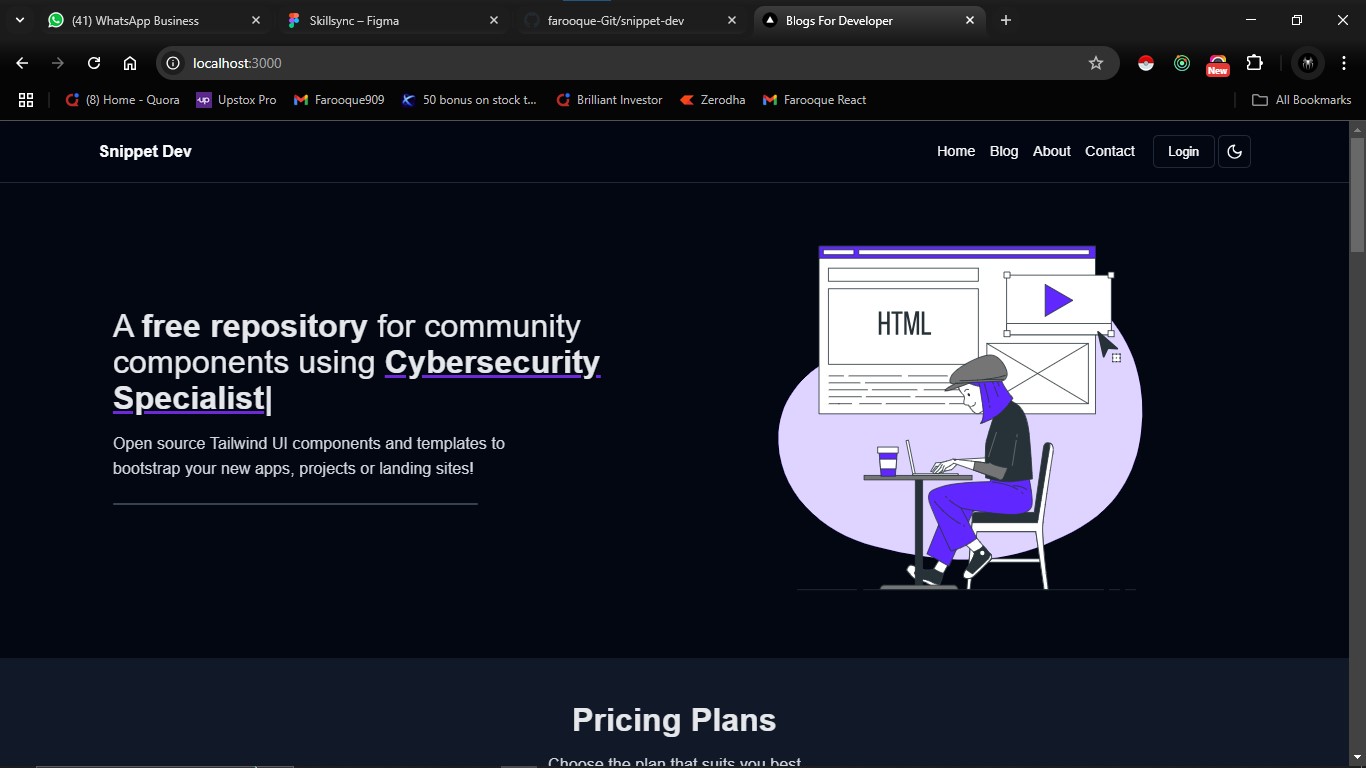 (41) WhatsApp Business
Skillsync – Figma
farooque-Git/snippet-dev
Blogs For Developer
localhost:3000
New
(8) Home - Quora
up
Upstox Pro
Farooque909
50 bonus on stock t...
Brilliant Investor
Zerodha
Farooque React
All Bookmarks
Snippet Dev
Home
Blog
About
Contact
Login
A free repository for community
components using Cybersecurity
Specialist|
Open source Tailwind UI components and templates to
bootstrap your new apps, projects or landing sites!
HTML
Pricing Plans
Choose the plan that suits you best